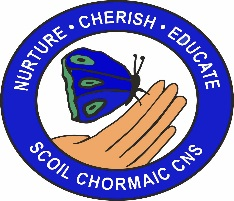 NURTURE • CHERISH • EDUCATE
SCOIL CHORMAIC CNS